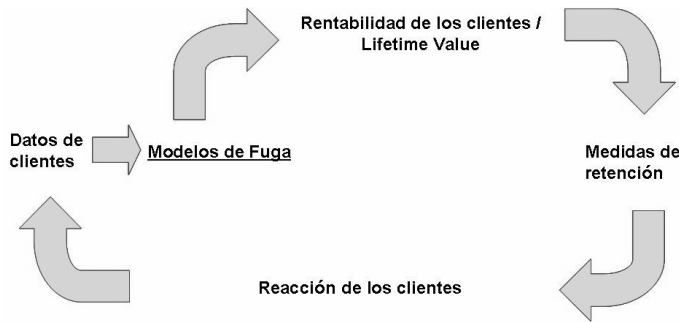 Rentabilidad de los clientes /
Lifetime Value
Datos de
clientes
Modelos de Fuga
Medidas de
retención
Reacción de los clientes